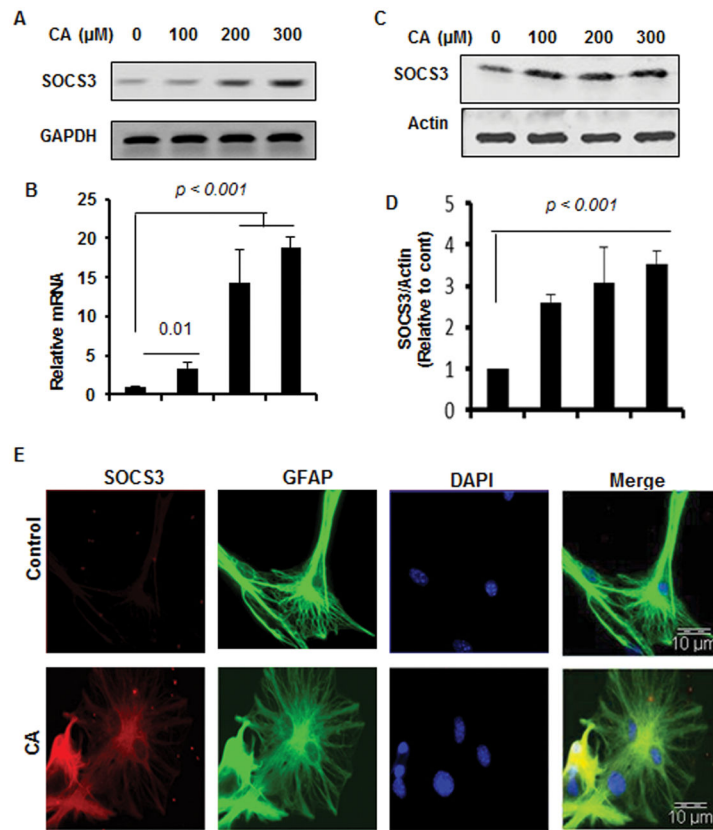 A
CA (µM) 0 100 200 300
SOCS3
GAPDH
B
p < 0.001
25
20
15
10
5
0
0.01
Relative mRNA
C
CA (µM) 0 100 200 300
SOCS3
Actin
D
p < 0.001
5
4
3
2
1
0
SOCS3/Actin
(Relative to cont)
E
SOCS3 GFAP DAPI Merge
Control
10 µm
CA
10 µm